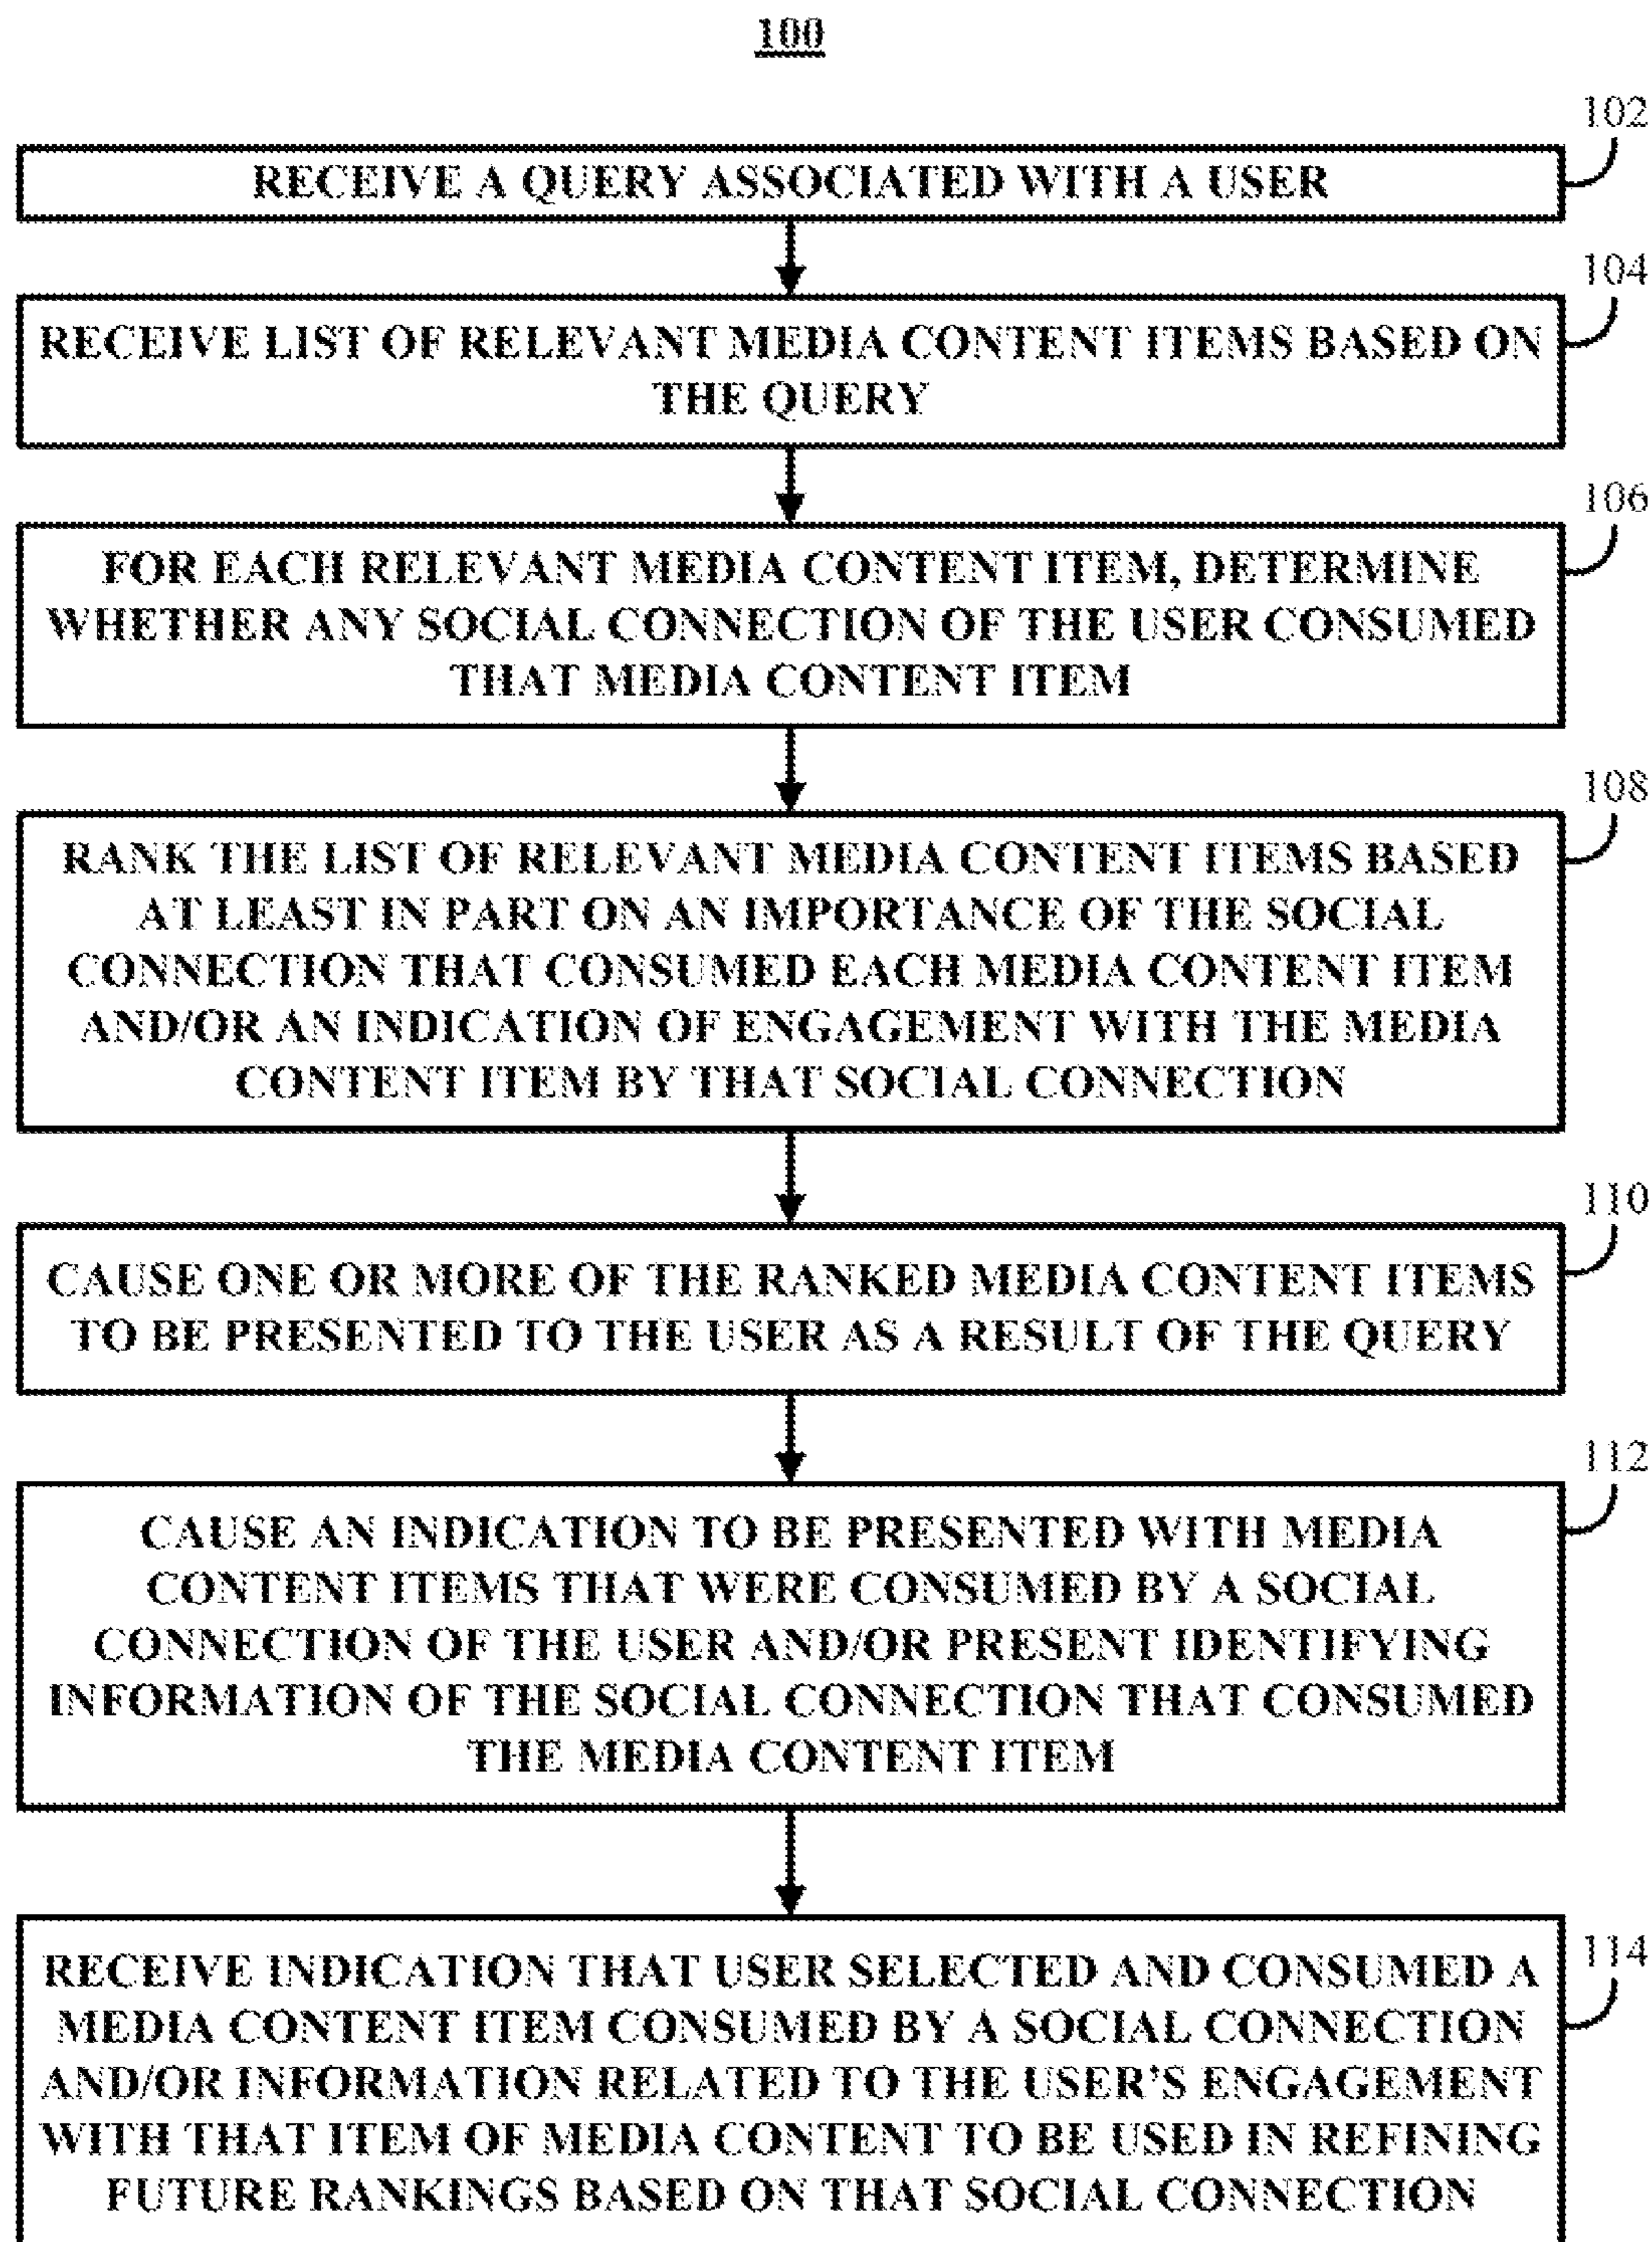 100
102
RECEIVE A QUERY ASSOCIATED WITH A USER
104
RECEIVE LIST OF RELEVANT MEDIA CONTENT ITEMS BASED ON
THE QUERY
106
FOR EACH RELEVANT MEDIA CONTENT ITEM, DETERMINE
WHETHER ANY SOCIAL CONNECTION OF THE USER CONSUMED
THAT MEDIA CONTENT ITEM
108
RANK THE LIST OF RELEVANT MEDIA CONTENT ITEMS BASED
AT LEAST IN PART ON AN IMPORTANCE OF THE SOCIAL
CONNECTION THAT CONSUMED EACH MEDIA CONTENT ITEM
AND/OR AN INDICATION OF ENGAGEMENT WITH THE MEDIA
CONTENT ITEM BY THAT SOCIAL CONNECTION
110
CAUSE ONE OR MORE OF THE RANKED MEDIA CONTENT ITEMS
TO BE PRESENTED TO THE USER AS A RESULT OF THE QUERY
112
CAUSE AN INDICATION TO BE PRESENTED WITH MEDIA
CONTENT ITEMS THAT WERE CONSUMED BY A SOCIAL
CONNECTION OF THE USER AND/OR PRESENT IDENTIFYING
INFORMATION OF THE SOCIAL CONNECTION THAT CONSUMED
THE MEDIA CONTENT ITEM
114
RECEIVE INDICATION THAT USER SELECTED AND CONSUMED A
MEDIA CONTENT ITEM CONSUMED BY A SOCIAL CONNECTION
AND/OR INFORMATION RELATED TO THE USER'S ENGAGEMENT
WITH THAT ITEM OF MEDIA CONTENT TO BE USED IN REFINING
FUTURE RANKINGS BASED ON THAT SOCIAL CONNECTION